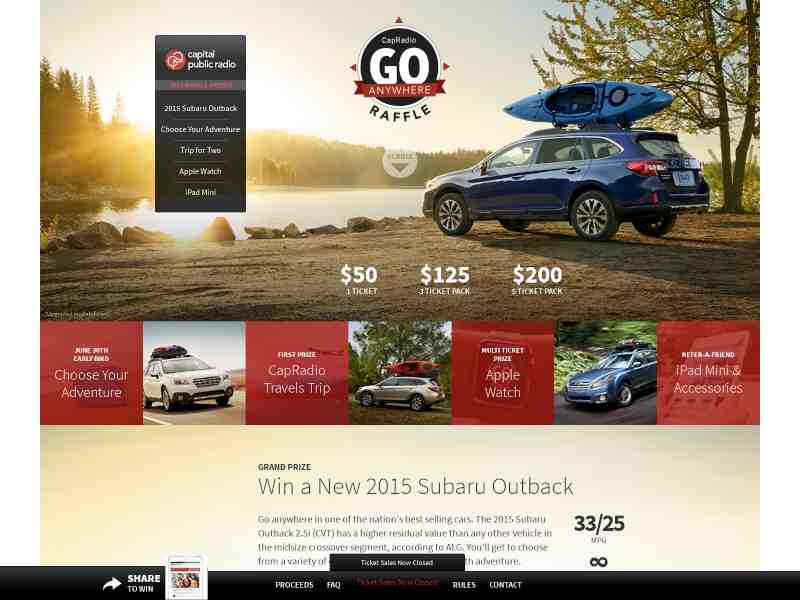 capital
public radio
2015 Subaru Outback
Choose Your Adventure
Trip for Two
Apple Watch
iPad Mini
CapRadio
GO
ANYWHERE
RAFFLE
SCROLL
$50
1 TICKET
$125
3 TICKET PACK
$200
5 TICKET PACK
JUNE 30TH
EARLY BIRD
Choose Your
Adventure
FIRST PRIZE
CapRadio
Travels Trip
MULTI TICKET
PRIZE
Apple
Watch
REFER-A-FRIEND
iPad Mini &
Accessories
GRAND PRIZE
Win a New 2015 Subaru Outback
Go anywhere in one of the nation's best selling cars. The 2015 Subaru
Outback 2.5i (CVT) has a higher residual value than any other vehicle in
the midsize crossover segment, according to ALG. You'll get to choose
from a variety of
th adventure.
33/25
MPG
∞
Ticket Sales Now Closed
SHARE
TO WIN
PROCEEDS
FAQ
Ticket Sales Now Closed
RULES
CONTACT